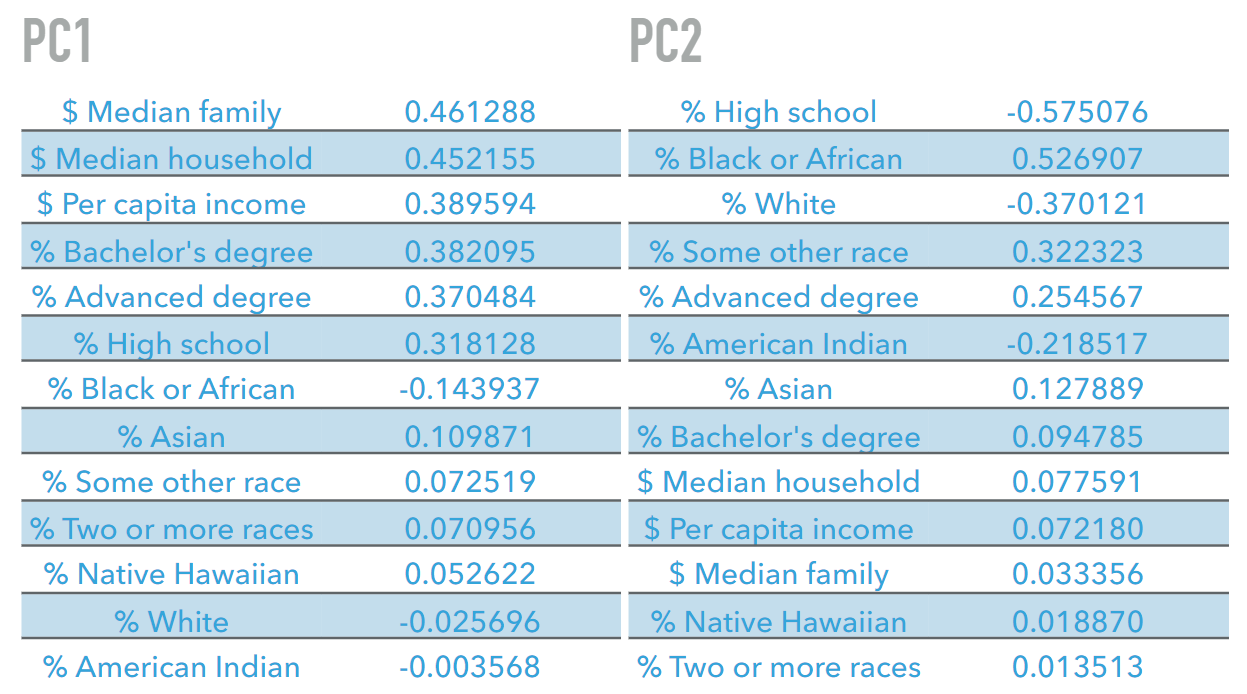 PC1
$ Median family 0.461288
$ Median household 0.452155
$ Per capita income 0.389594
% Bachelor's degree 0.382095
% Advanced degree 0.370484
% High school 0.318128
% Black or African -0.143937
% Asian 0.109871
% Some other race 0.072519
% Two or more races 0.070956
% Native Hawaiian 0.052622
% White -0.025696
% American Indian -0.003568
PC2
% High school -0.575076
% Black or African 0.526907
% White -0.370121
% Some other race 0.322323
% Advanced degree 0.254567
% American Indian -0.218517
% Asian 0.127889
% Bachelor's degree 0.094785
$ Median household 0.077591
$ Per capita income 0.072180
$ Median family 0.033356
% Native Hawaiian 0.018870
% Two or more races 0.013513